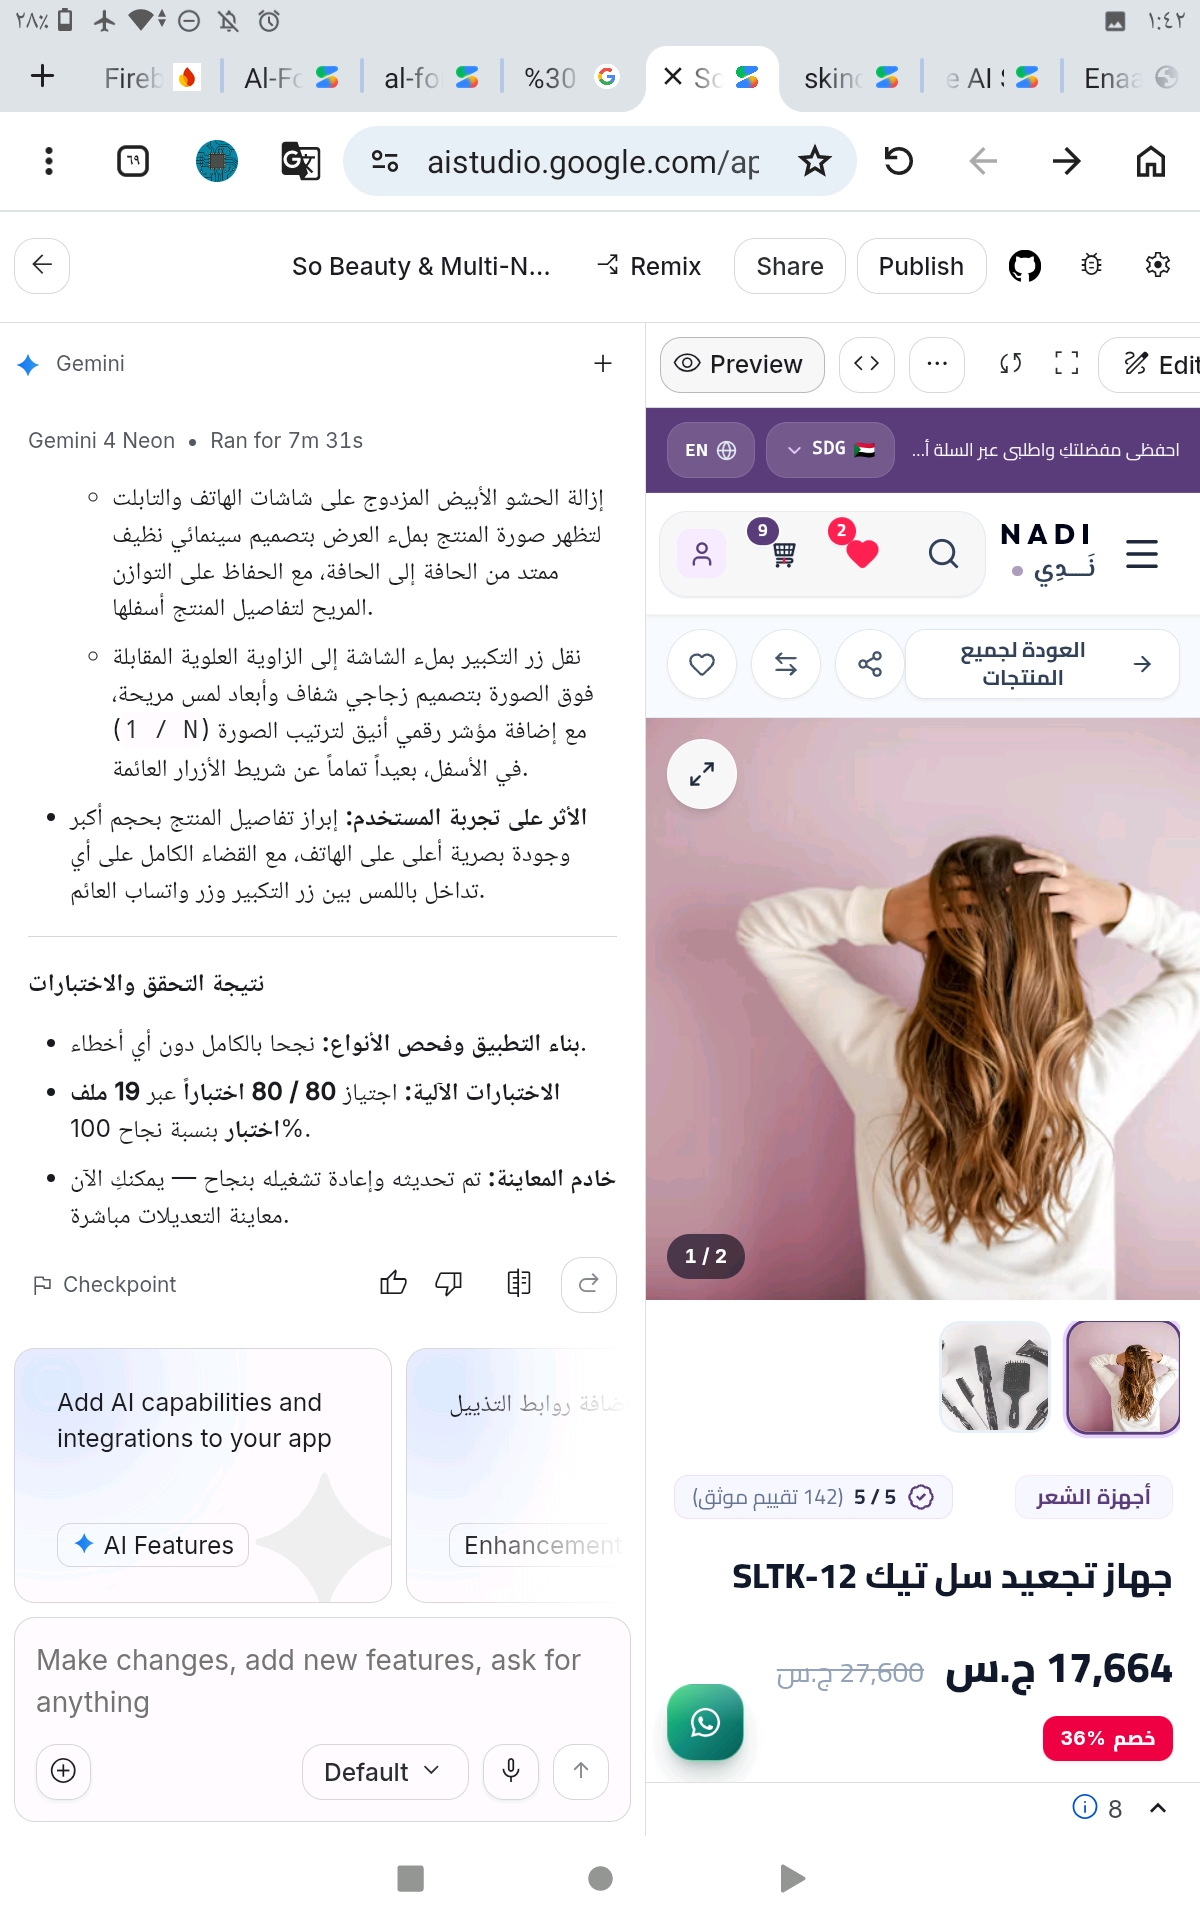 ٢٨٪
١:٤٢
Fireb
Al-Fo
al-fo
%30
So
skinc
e AI S
Enaa
٦٩
aistudio.google.com/ap
So Beauty & Multi-N...
Remix
Share
Publish
Gemini
Gemini 4 Neon • Ran for 7m 31s
إزالة الحشو الأبيض المزدوج على شاشات الهاتف والتابلت
لتظهر صورة المنتج بملء العرض بتصميم سينمائي نظيف
ممتد من الحافة إلى الحافة، مع الحفاظ على التوازن
المريح لتفاصيل المنتج أسفلها.
نقل زر التكبير بملء الشاشة إلى الزاوية العلوية المقابلة
فوق الصورة بتصميم زجاجي شفاف وأبعاد لمس مريحة،
مع إضافة مؤشر رقمي أنيق لترتيب الصورة (1 / N)
في الأسفل، بعيداً تماماً عن شريط الأزرار العائمة.
الأثر على تجربة المستخدم: إبراز تفاصيل المنتج بحجم أكبر
وجودة بصرية أعلى على الهاتف، مع القضاء الكامل على أي
تداخل باللمس بين زر التكبير وزر واتساب العائم.
نتيجة التحقق والاختبارات
بناء التطبيق وفحص الأنواع: نجحا بالكامل دون أي أخطاء.
الاختبارات الآلية: اجتياز 80 / 80 اختباراً عبر 19 ملف
اختبار بنسبة نجاح 100%.
خادم المعاينة: تم تحديثه وإعادة تشغيله بنجاح — يمكنكِ الآن
معاينة التعديلات مباشرة.
Checkpoint
Add AI capabilities and
integrations to your app
AI Features
ضافة روابط التذييل
Enhancement
Make changes, add new features, ask for
anything
Default
Preview
Edit
EN
SDG
احفظي مفضلتكِ واطلبي عبر السلة أ...
9
2
NADI
نَـــدِي
العودة لجميع
المنتجات
1 / 2
أجهزة الشعر
5 / 5 (142 تقييم موثق)
جهاز تجعيد سل تيك SLTK-12
17,664 ج.س 27,600 ج.س
خصم 36%
8